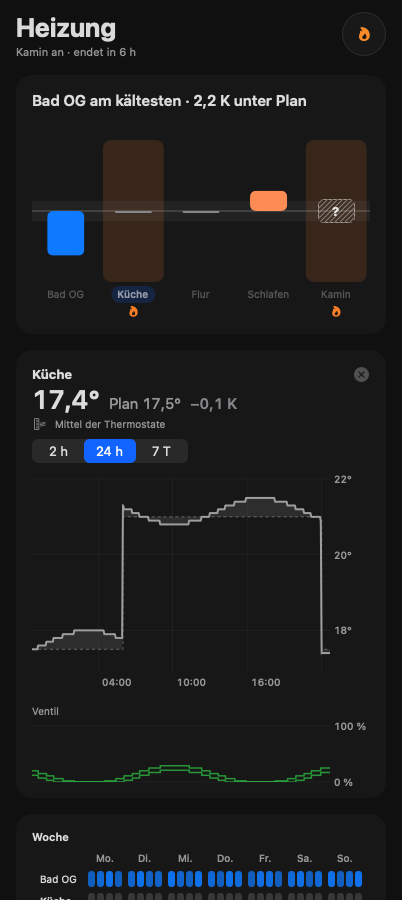 Heizung
Kamin an · endet in 6 h
Bad OG am kältesten · 2,2 K unter Plan
?
Bad OG Küche Flur Schlafen Kamin
Küche
17,4° Plan 17,5° −0,1 K
Mittel der Thermostate
2 h 24 h 7 T
22°
20°
18°
04:00 10:00 16:00
Ventil
100 %
0 %
Woche
Mo. Di. Mi. Do. Fr. Sa. So.
Bad OG
Küche